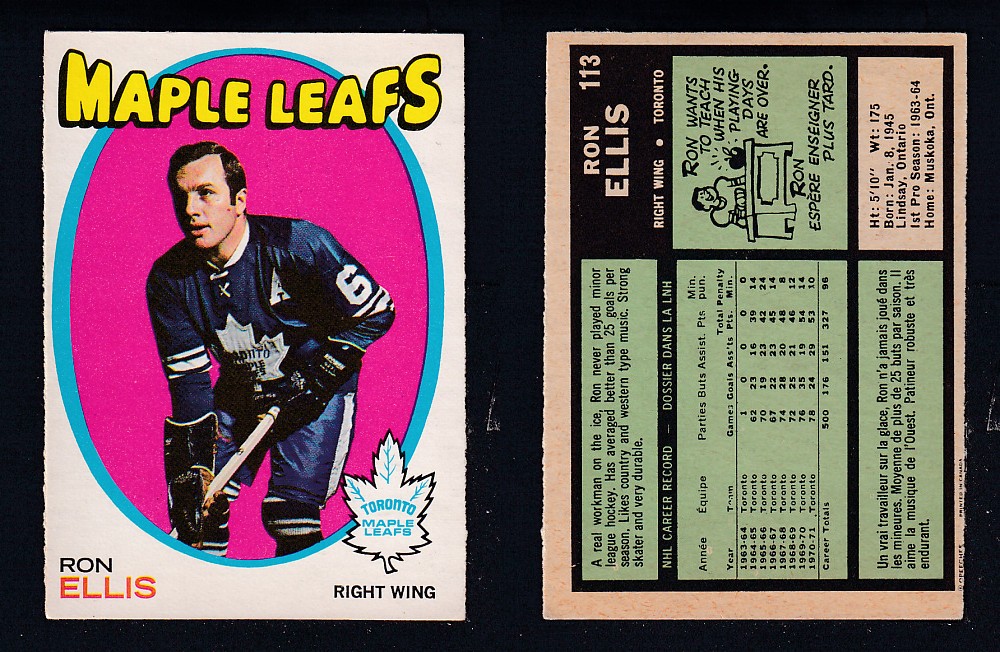 MAPLE LEAFS
6
A
TORONTO
MAPLE
LEAFS
RON
ELLIS
RIGHT WING
RON
ELLIS
113
RIGHT WING • TORONTO
RON WANTS
TO TEACH
WHEN HIS
PLAYING
DAYS
ARE OVER.
RON
ESPÈRE ENSEIGNER
PLUS TARD.
Ht: 5'10" Wt: 175
Born: Jan. 8, 1945
Lindsay, Ontario
1st Pro Season: 1963-64
Home: Muskoka, Ont.
A real workman on the ice, Ron never played minor
league hockey. Has averaged better than 25 goals per
season. Likes country and western type music. Strong
skater and very durable.
NHL CAREER RECORD — DOSSIER DANS LA LNH
Année Équipe Parties Buts Assist. Pts Min. pun.
Year Team Games Goals Ass'ts Total Pts. Penalty Min.
1963-64 Toronto 1 0 0 0 0
1964-65 Toronto 62 23 16 39 14
1965-66 Toronto 70 19 23 42 24
1966-67 Toronto 67 22 23 45 14
1967-68 Toronto 74 28 20 48 8
1968-69 Toronto 72 25 21 46 12
1969-70 Toronto 76 35 19 54 14
1970-71 Toronto 78 24 29 53 10
Career Totals 500 176 151 327 96
Un vrai travailleur sur la glace, Ron n'a jamais joué dans
les mineures. Moyenne de plus de 25 buts par saison. Il
aime la musique de l'Ouest. Patineur robuste et très
endurant.
© O-PEE-CHEE PRINTED IN CANADA